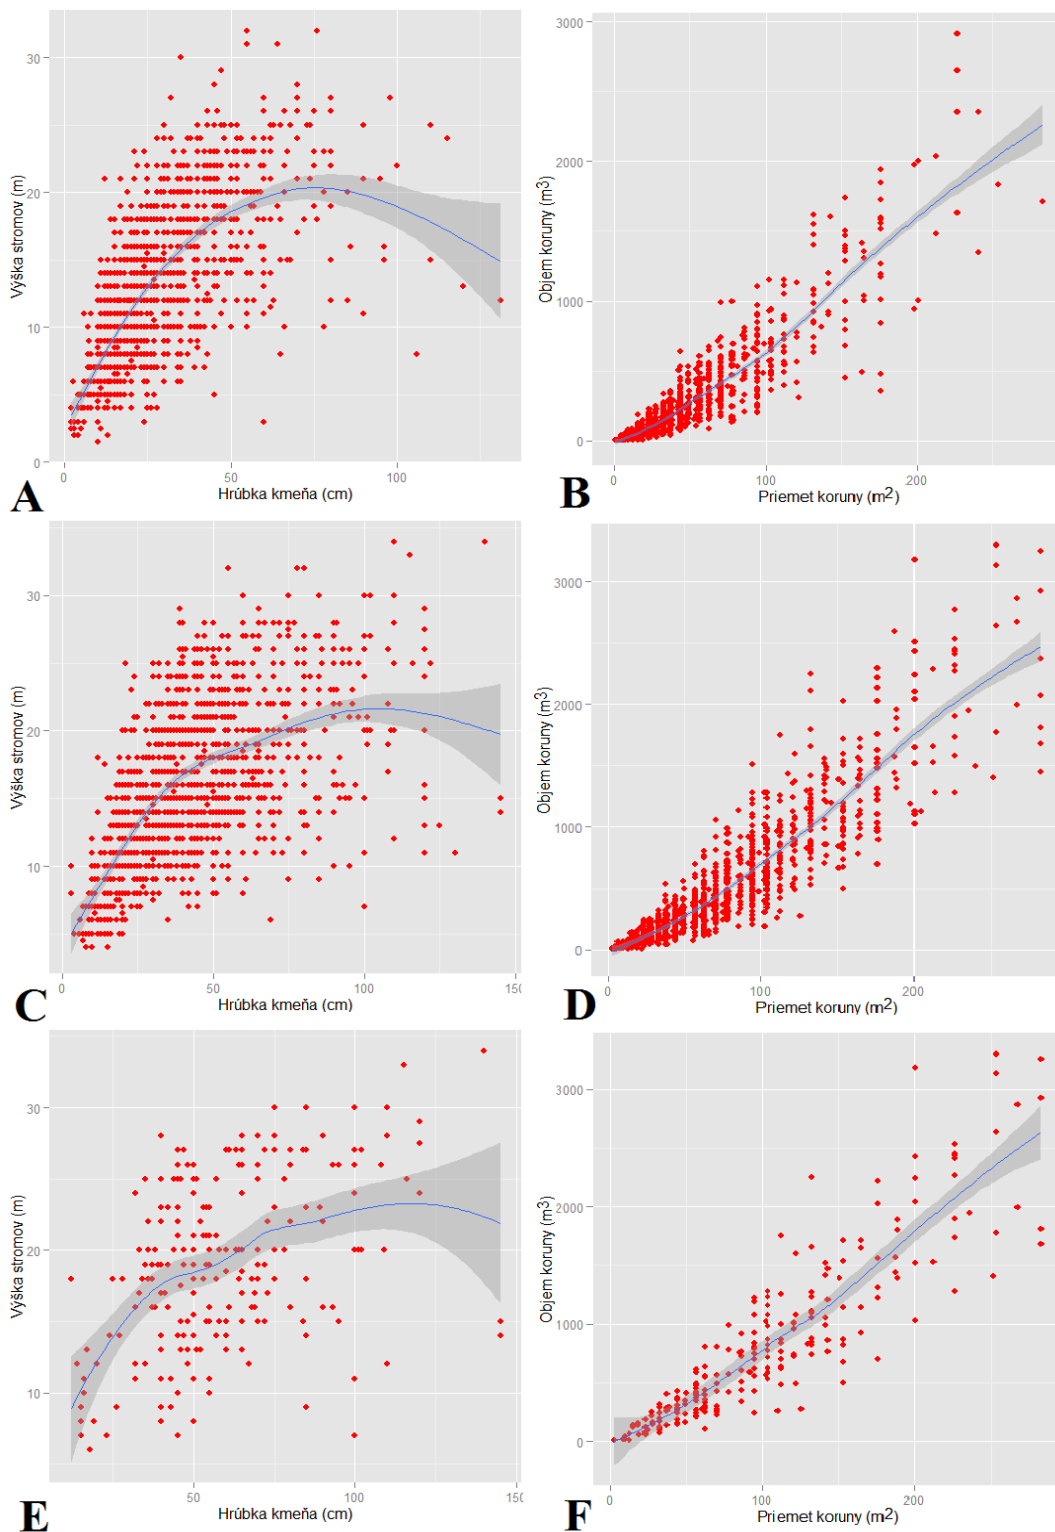 Výška stromov (m)
30
20
10
0
0
50
100
Hrúbka kmeňa (cm)
A
Objem koruny (m3)
3000
2000
1000
0
0
100
200
Priemet koruny (m2)
B
Výška stromov (m)
30
20
10
0
50
100
150
Hrúbka kmeňa (cm)
C
Objem koruny (m3)
3000
2000
1000
0
0
100
200
Priemet koruny (m2)
D
Výška stromov (m)
30
20
10
50
100
150
Hrúbka kmeňa (cm)
E
Objem koruny (m3)
3000
2000
1000
0
0
100
200
Priemet koruny (m2)
F